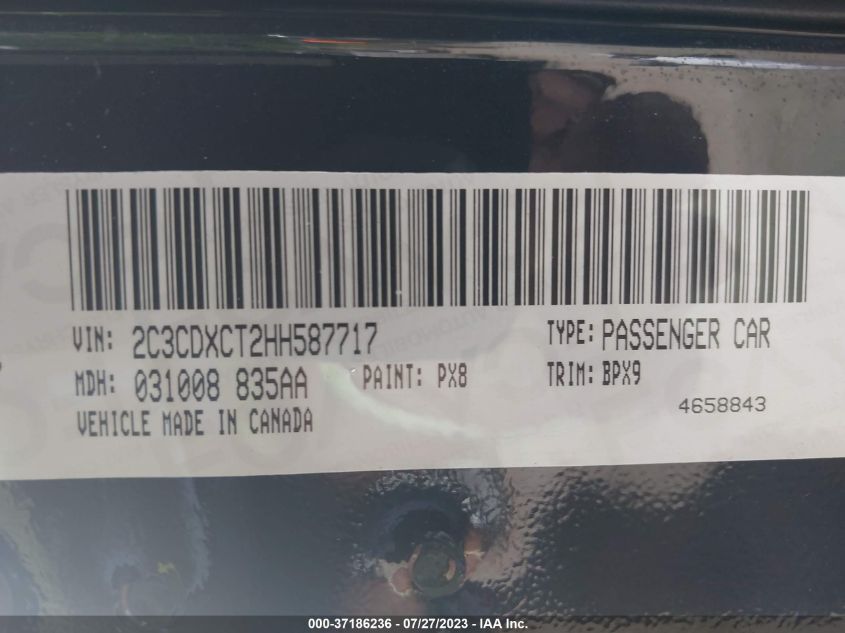 VIN: 2C3CDXCT2HH587717 TYPE: PASSENGER CAR
MDH: 031008 835AA PAINT: PX8 TRIM: BPX9
4658843
VEHICLE MADE IN CANADA
000-37186236 - 07/27/2023 - IAA Inc.